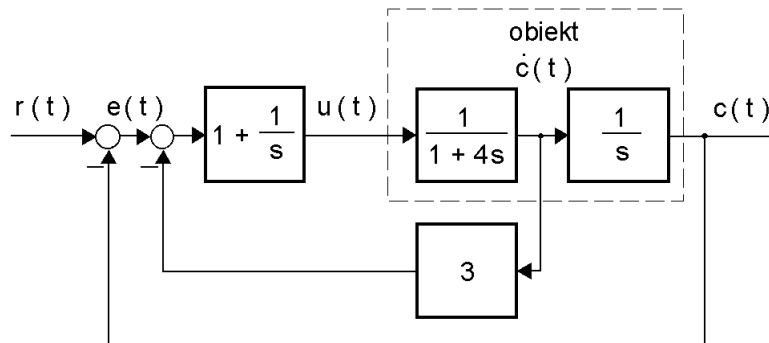 obiekt
r(t) e(t) u(t) ċ(t) c(t)
1 + 1/s
1/(1 + 4s)
1/s
3